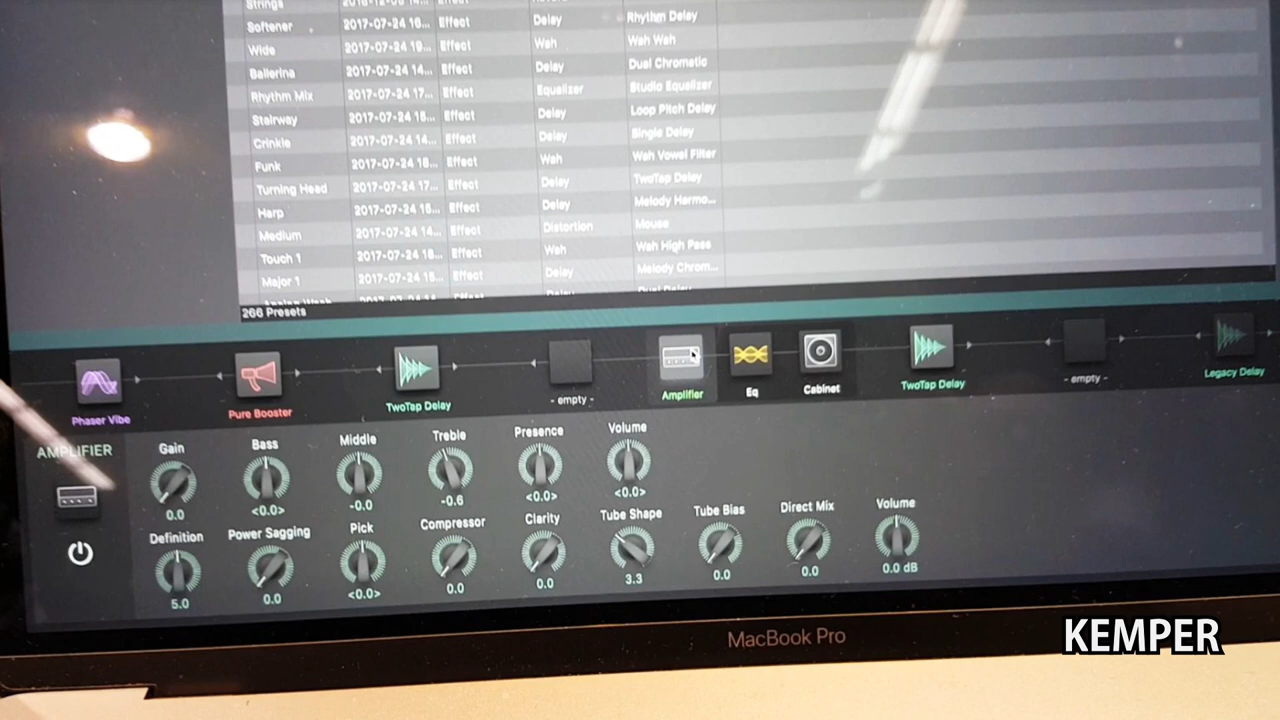 Strings Effect
Softener 2017-07-24 16... Effect Delay Rhythm Delay
Wide 2017-07-24 19... Effect Wah Wah Wah
Ballerina 2017-07-24 14... Effect Delay Dual Chromatic
Rhythm Mix 2017-07-24 17... Effect Equalizer Studio Equalizer
Stairway 2017-07-24 15... Effect Delay Loop Pitch Delay
Crinkle 2017-07-24 14... Effect Delay Single Delay
Funk 2017-07-24 18... Effect Wah Wah Vowel Filter
Turning Head 2017-07-24 17... Effect Delay TwoTap Delay
Harp 2017-07-24 15... Effect Delay Melody Harmo...
Medium 2017-07-24 15... Effect Distortion Mouse
Touch 1 2017-07-24 18... Effect Wah Wah High Pass
Major 1 2017-07-24 15... Effect Delay Melody Chrom...
266 Presets
Phaser Vibe Pure Booster TwoTap Delay - empty - Amplifier Eq Cabinet TwoTap Delay - empty - Legacy Delay
AMPLIFIER
Gain Bass Middle Treble Presence Volume
0.0 <0.0> -0.0 -0.6 <0.0> <0.0>
Definition Power Sagging Pick Compressor Clarity Tube Shape Tube Bias Direct Mix Volume
5.0 0.0 <0.0> 0.0 0.0 3.3 0.0 0.0 0.0 dB
MacBook Pro
KEMPER